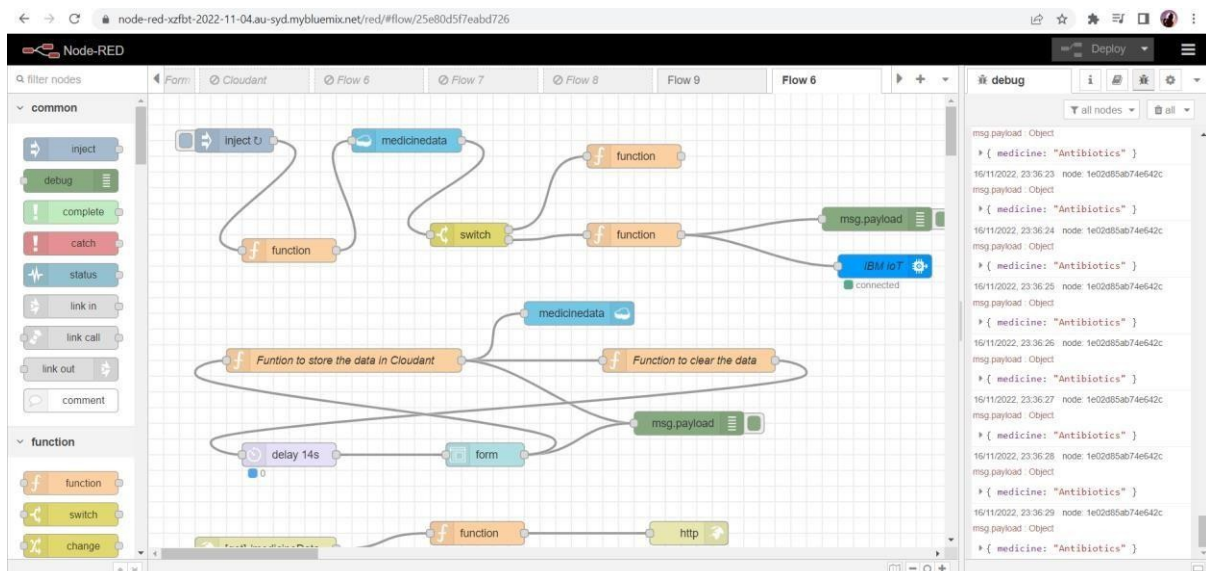 node-red-xzfbt-2022-11-04.au-syd.mybluemix.net/red/#flow/25e80d5f7eabd726
Node-RED
Deploy
filter nodes
Form
Cloudant
Flow 6
Flow 7
Flow 8
Flow 9
Flow 6
debug
i
all nodes
all
common
inject
debug
complete
catch
status
link in
link call
link out
comment
function
function
switch
change
inject ↻
medicinedata
function
function
switch
function
msg.payload
IBM IoT
connected
medicinedata
Funtion to store the data in Cloudant
Function to clear the data
msg.payload
delay 14s
form
0
function
http
msg.payload : Object
{ medicine: "Antibiotics" }
16/11/2022, 23:36:23 node: 1e02d85ab74e642c
msg.payload : Object
{ medicine: "Antibiotics" }
16/11/2022, 23:36:24 node: 1e02d85ab74e642c
msg.payload : Object
{ medicine: "Antibiotics" }
16/11/2022, 23:36:25 node: 1e02d85ab74e642c
msg.payload : Object
{ medicine: "Antibiotics" }
16/11/2022, 23:36:26 node: 1e02d85ab74e642c
msg.payload : Object
{ medicine: "Antibiotics" }
16/11/2022, 23:36:27 node: 1e02d85ab74e642c
msg.payload : Object
{ medicine: "Antibiotics" }
16/11/2022, 23:36:28 node: 1e02d85ab74e642c
msg.payload : Object
{ medicine: "Antibiotics" }
16/11/2022, 23:36:29 node: 1e02d85ab74e642c
msg.payload : Object
{ medicine: "Antibiotics" }